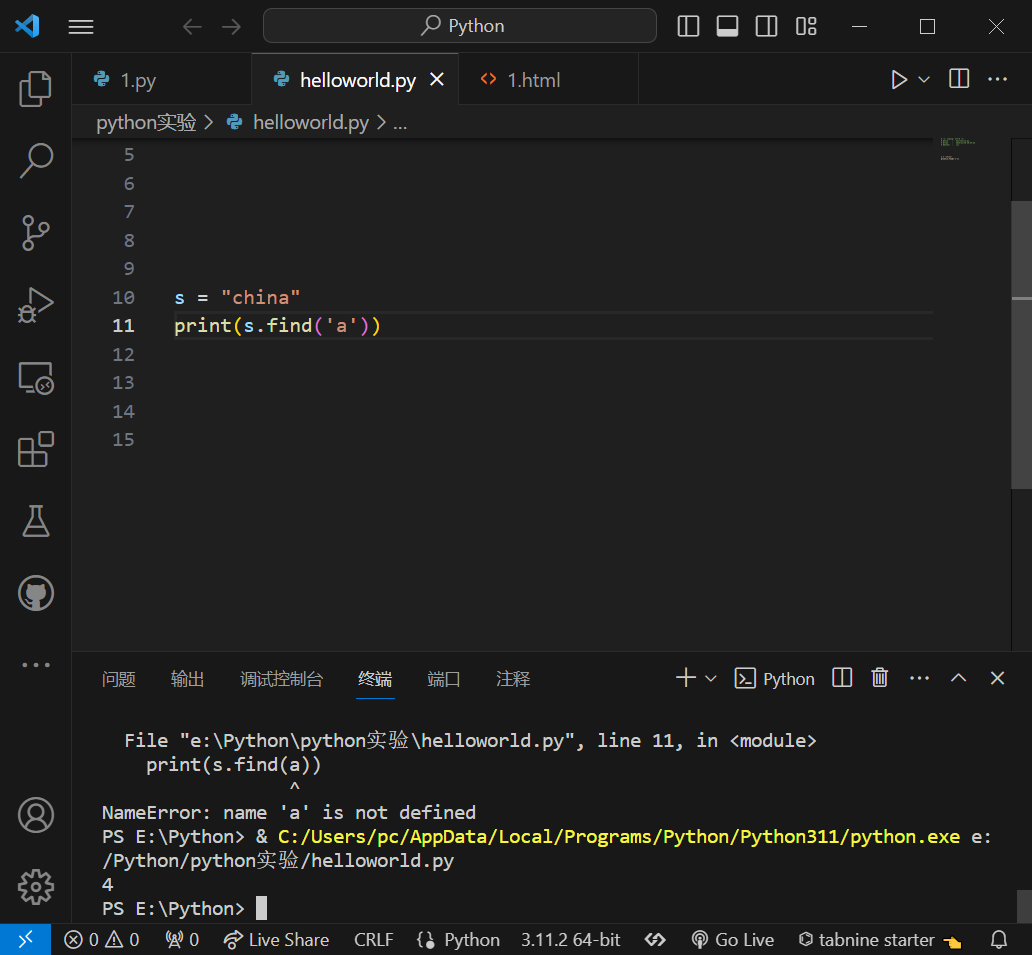 Python
1.py
helloworld.py
1.html
python实验 > helloworld.py > ...
5
6
7
8
9
10 s = "china"
11 print(s.find('a'))
12
13
14
15
问题 输出 调试控制台 终端 端口 注释 Python
File "e:\Python\python实验\helloworld.py", line 11, in <module>
print(s.find(a))
^
NameError: name 'a' is not defined
PS E:\Python> & C:/Users/pc/AppData/Local/Programs/Python/Python311/python.exe e:
/Python/python实验/helloworld.py
4
PS E:\Python>
0 0 0 Live Share CRLF {} Python 3.11.2 64-bit Go Live tabnine starter